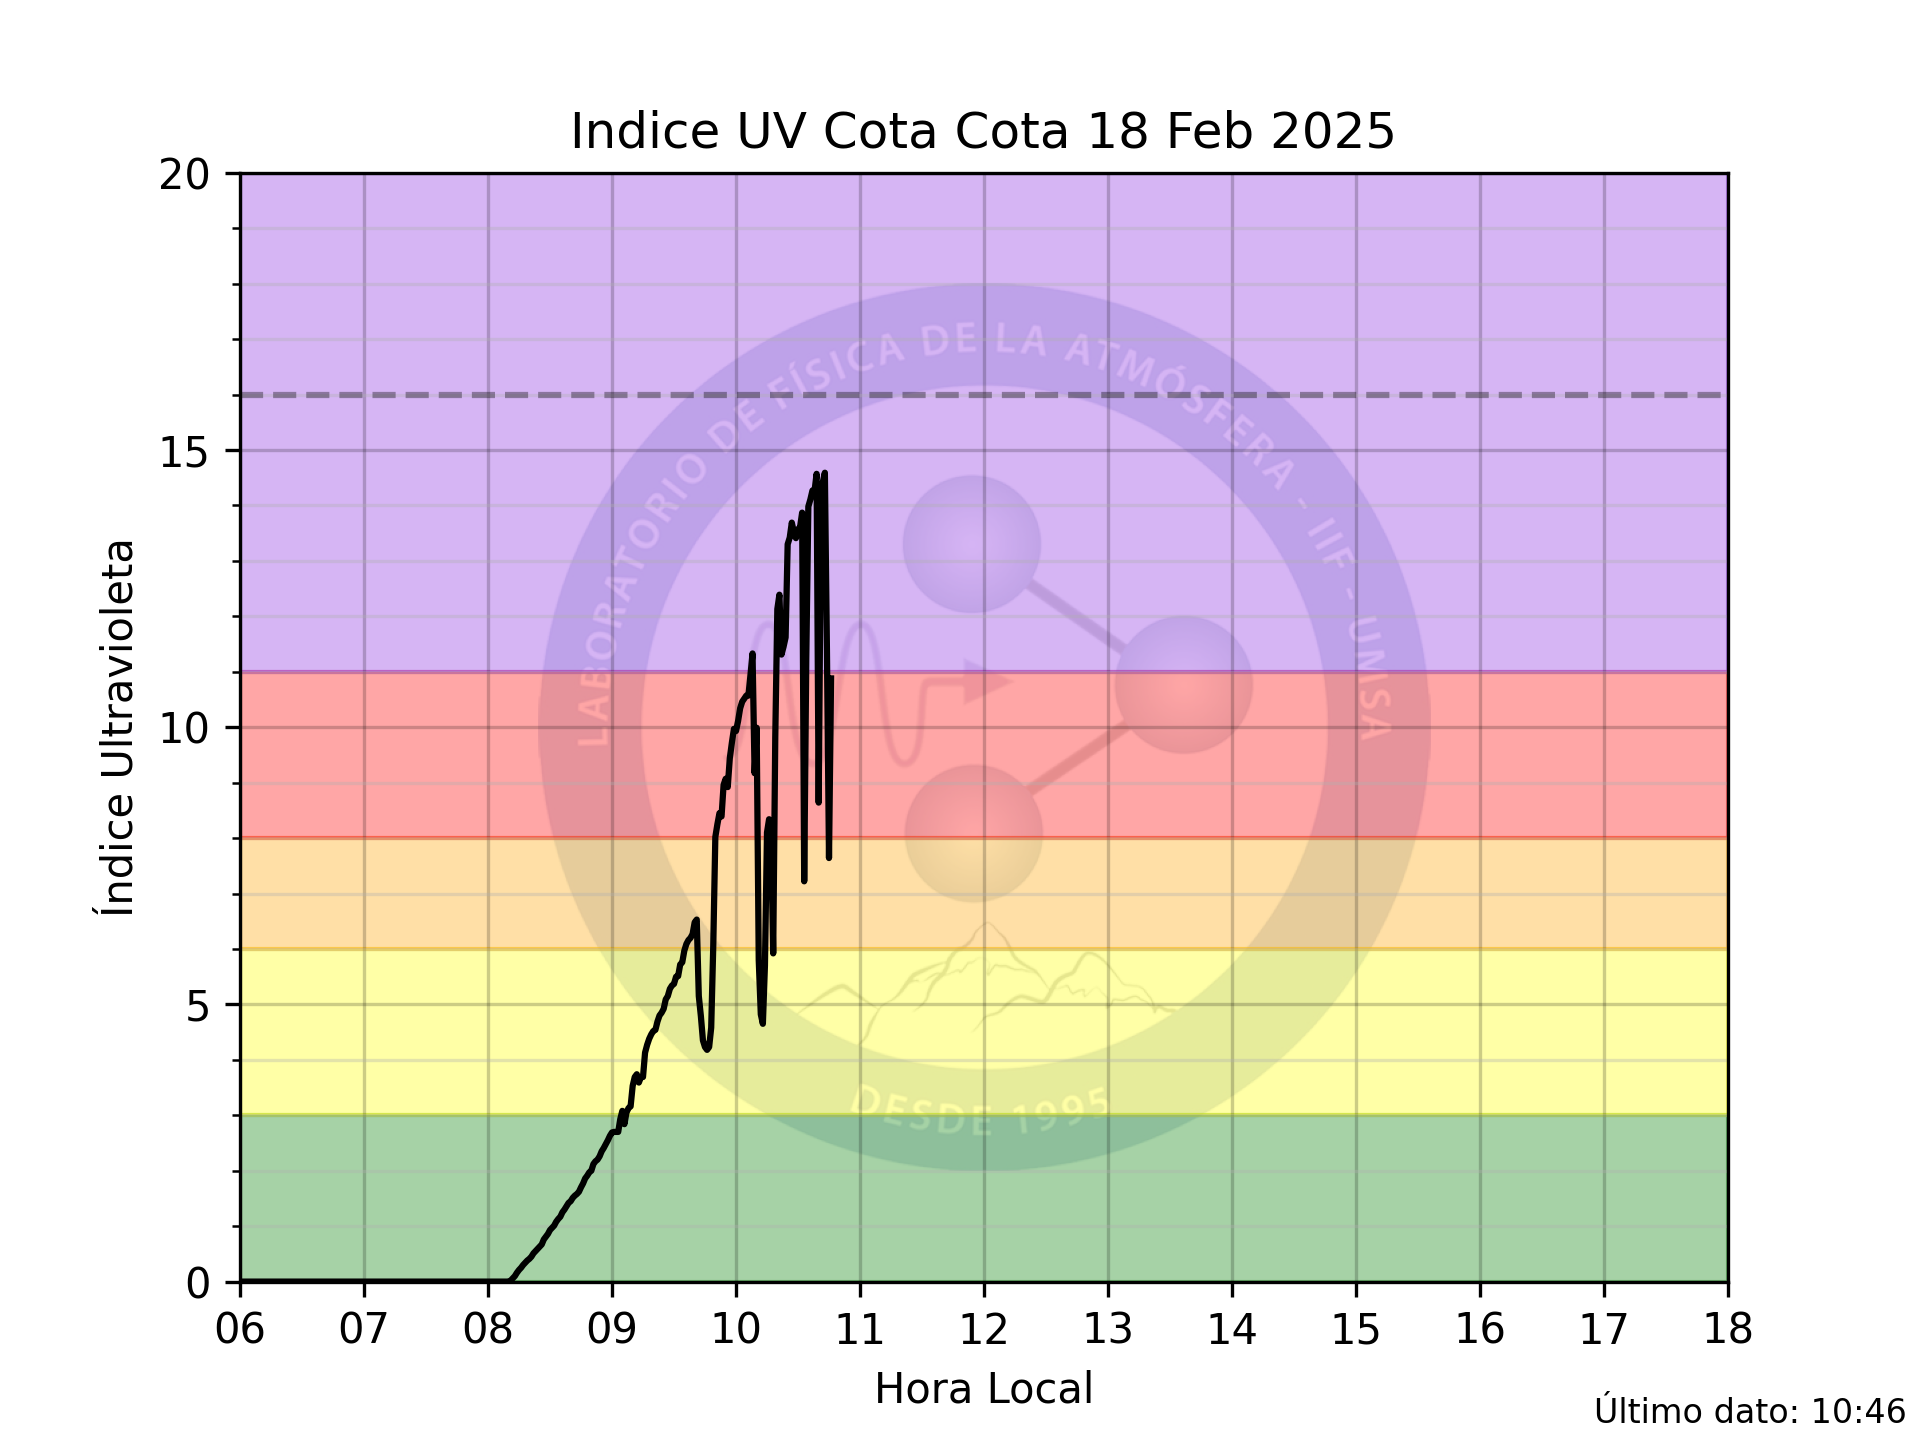 Indice UV Cota Cota 18 Feb 2025
20
15
10
5
0
Índice Ultravioleta
LABORATORIO DE FÍSICA DE LA ATMÓSFERA - IIF - UMSA
DESDE 1995
06 07 08 09 10 11 12 13 14 15 16 17 18
Hora Local
Último dato: 10:46